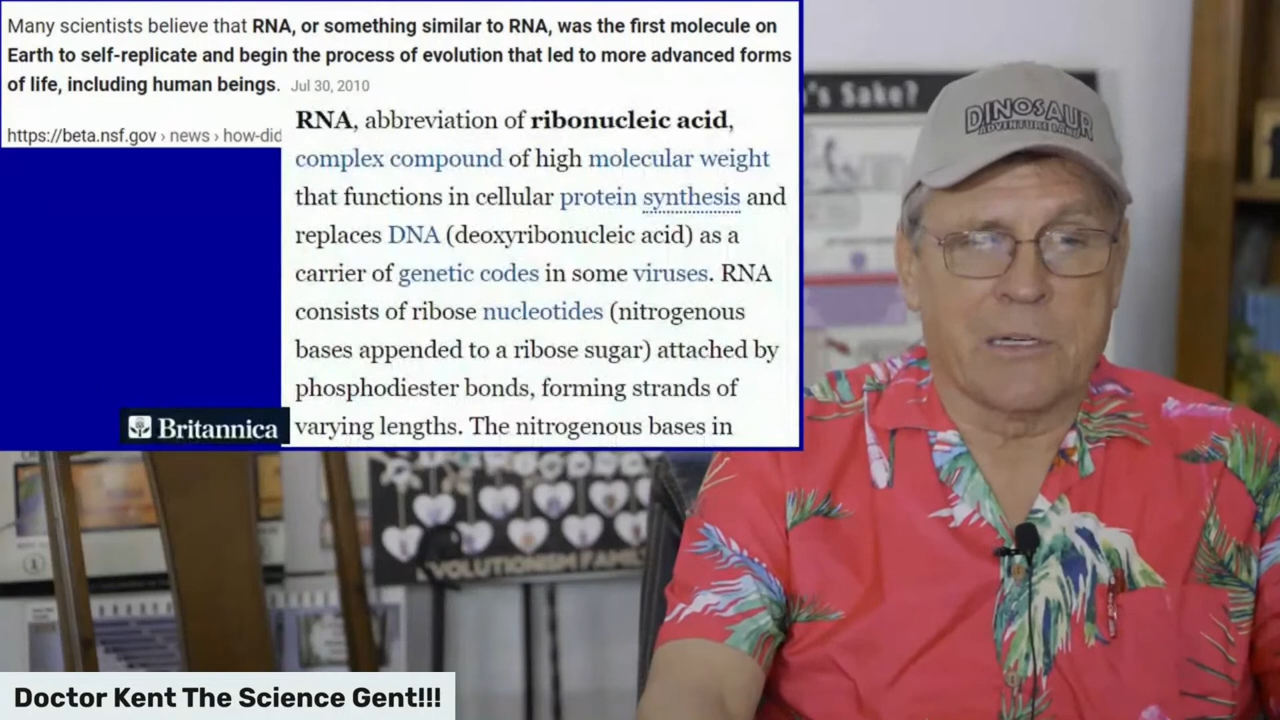 Many scientists believe that RNA, or something similar to RNA, was the first molecule on
Earth to self-replicate and begin the process of evolution that led to more advanced forms
of life, including human beings. Jul 30, 2010
https://beta.nsf.gov › news › how-did
RNA, abbreviation of ribonucleic acid,
complex compound of high molecular weight
that functions in cellular protein synthesis and
replaces DNA (deoxyribonucleic acid) as a
carrier of genetic codes in some viruses. RNA
consists of ribose nucleotides (nitrogenous
bases appended to a ribose sugar) attached by
phosphodiester bonds, forming strands of
varying lengths. The nitrogenous bases in
Britannica
's Sake?
DINOSAUR
ADVENTURE LAND
VOLUTIONISM FAMI
Doctor Kent The Science Gent!!!